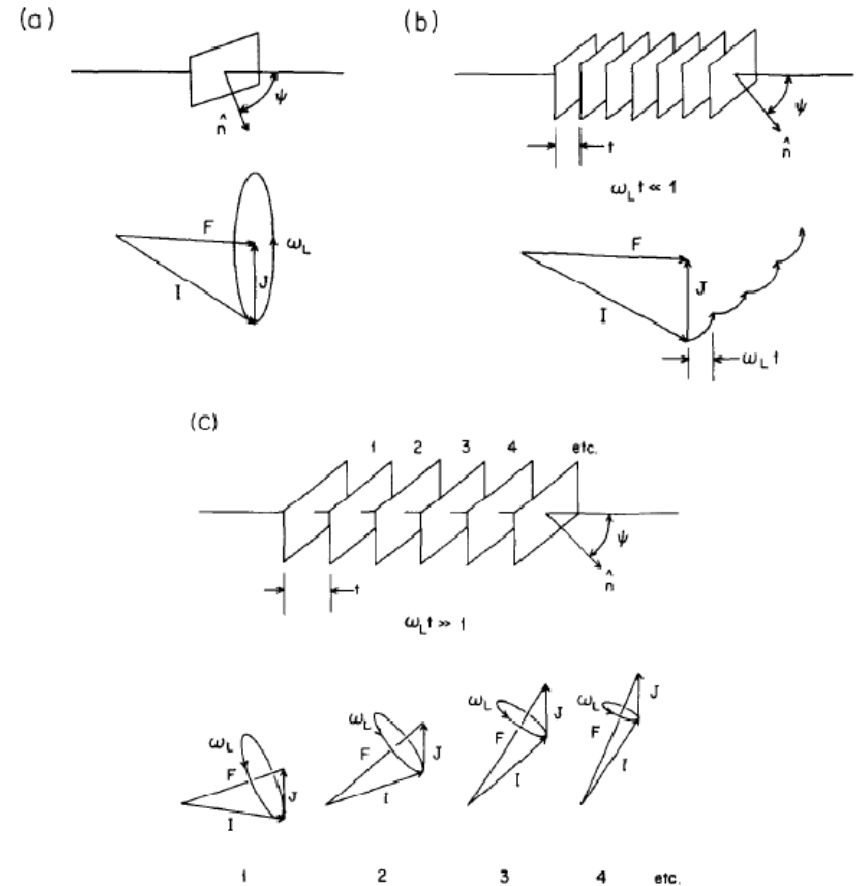 (a)
ψ
n̂
F
ω_L
J
I
(b)
ψ
n̂
t
ω_L t ≪ 1
F
J
I
ω_L t
(c)
1 2 3 4 etc.
ψ
n̂
t
ω_L t ≫ 1
ω_L F J I
ω_L F J I
ω_L F J I
ω_L F J I
1 2 3 4 etc.